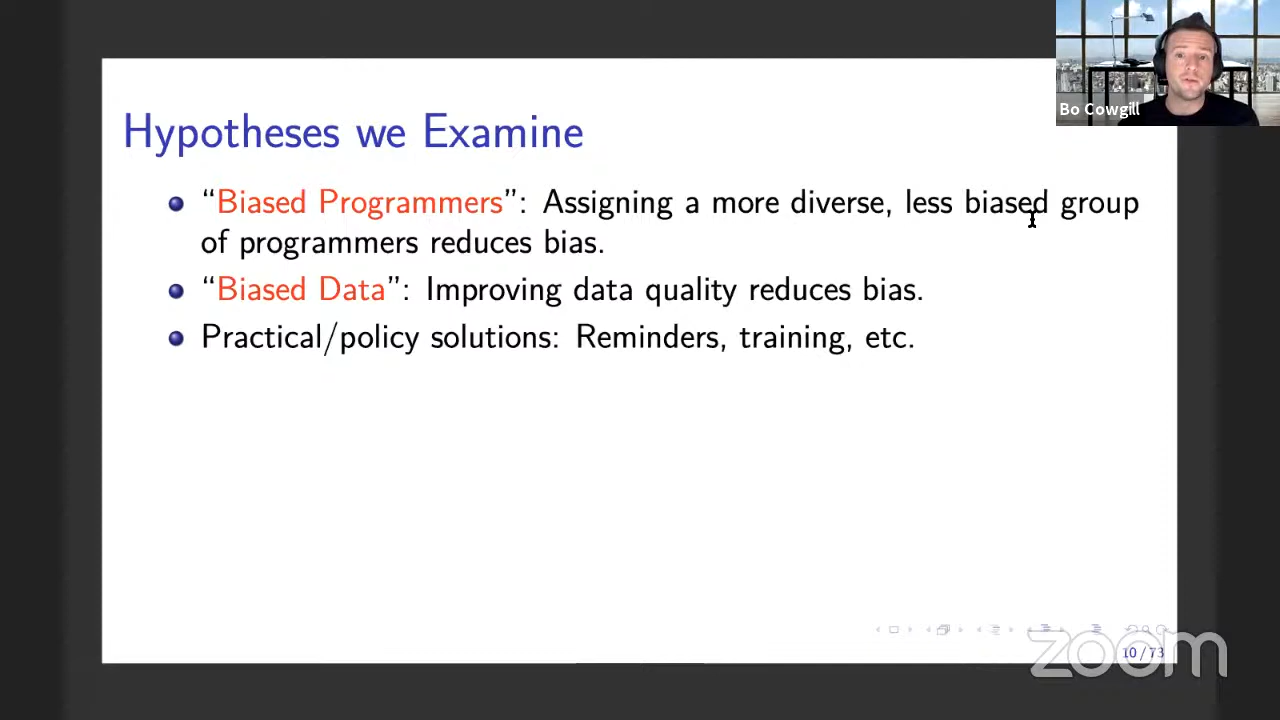 Bo Cowgill
Hypotheses we Examine
“Biased Programmers”: Assigning a more diverse, less biased group
of programmers reduces bias.
“Biased Data”: Improving data quality reduces bias.
Practical/policy solutions: Reminders, training, etc.
10 / 73
zoom